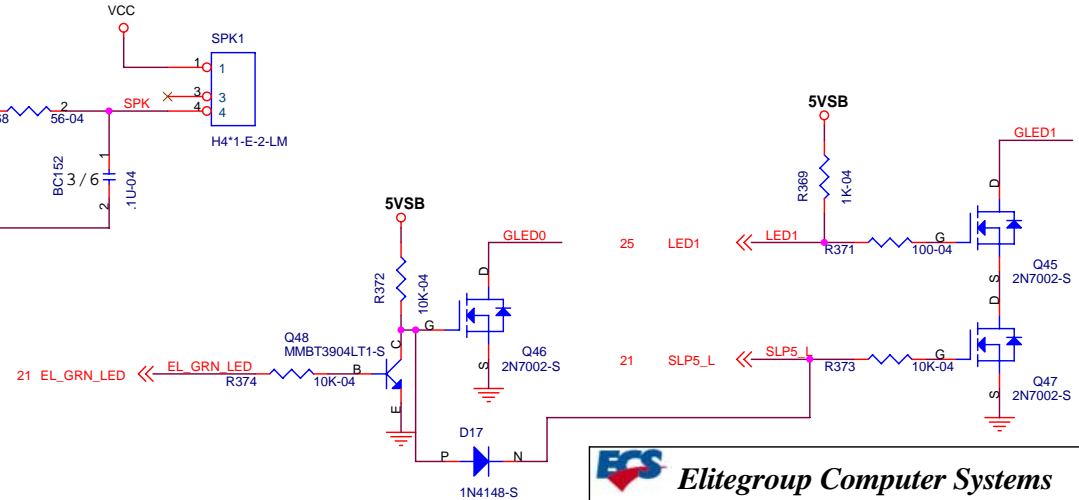 VCC
SPK1
1
1
3
3
4
4
SPK
2
56-04
68
H4*1-E-2-LM
BC152
3 / 6
1
2
.1U-04
5VSB
R372
10K-04
GLED0
D
G
S
Q46
2N7002-S
Q48
MMBT3904LT1-S
C
B
E
21 EL_GRN_LED
EL_GRN_LED
R374
10K-04
D17
P
N
1N4148-S
5VSB
R369
1K-04
GLED1
25 LED1
LED1
R371
100-04
G
D
S
Q45
2N7002-S
21 SLP5_L
SLP5_L
R373
10K-04
G
D
S
Q47
2N7002-S
ECS
Elitegroup Computer Systems